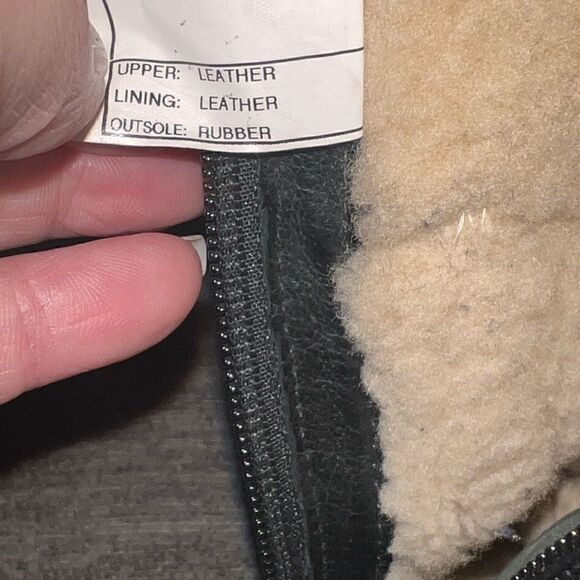 UPPER: LEATHER
LINING: LEATHER
OUTSOLE: RUBBER